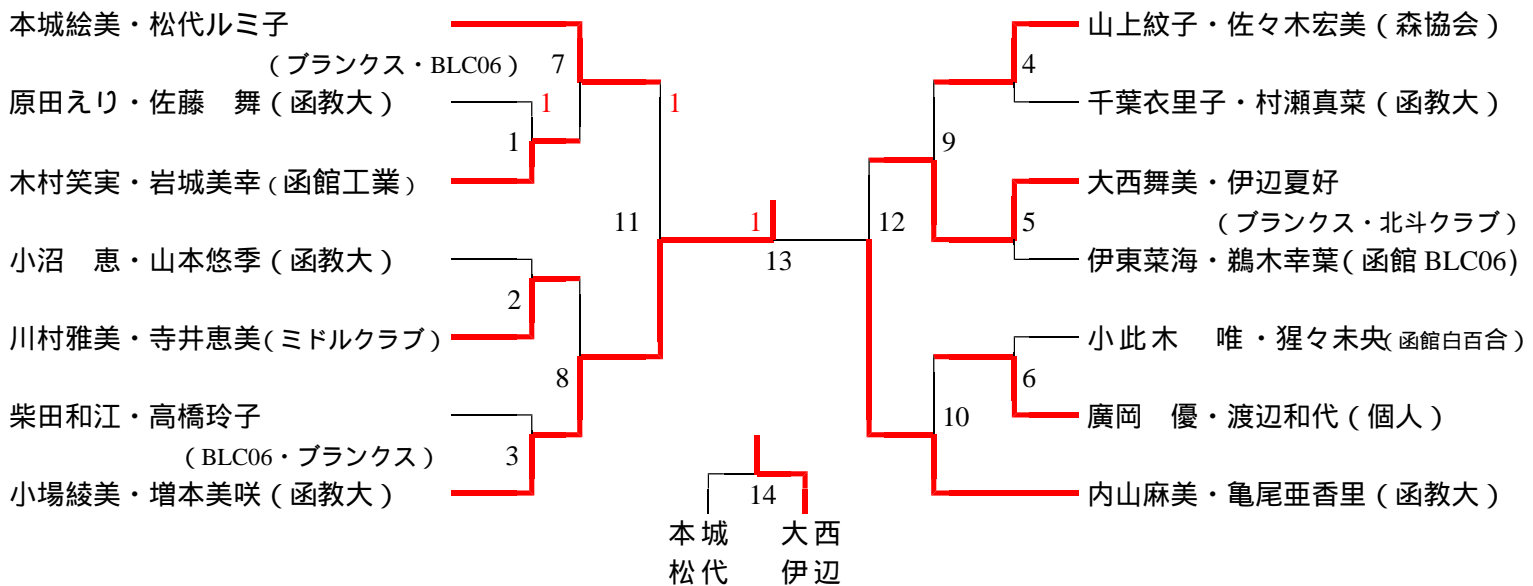 本城絵美・松代ルミ子
(ブランクス・BLC06)
7
原田えり・佐藤　舞(函教大)
1
1
1
木村笑実・岩城美幸(函館工業)
11
小沼　恵・山本悠季(函教大)
2
川村雅美・寺井恵美(ミドルクラブ)
8
柴田和江・高橋玲子
(BLC06・ブランクス)
3
小場綾美・増本美咲(函教大)
1
13
14
本城
松代
大西
伊辺
山上紋子・佐々木宏美(森協会)
4
千葉衣里子・村瀬真菜(函教大)
9
大西舞美・伊辺夏好
(ブランクス・北斗クラブ)
5
12
伊東菜海・鵜木幸葉(函館 BLC06)
小此木　唯・猩々未央(函館白百合)
6
廣岡　優・渡辺和代(個人)
10
内山麻美・亀尾亜香里(函教大)